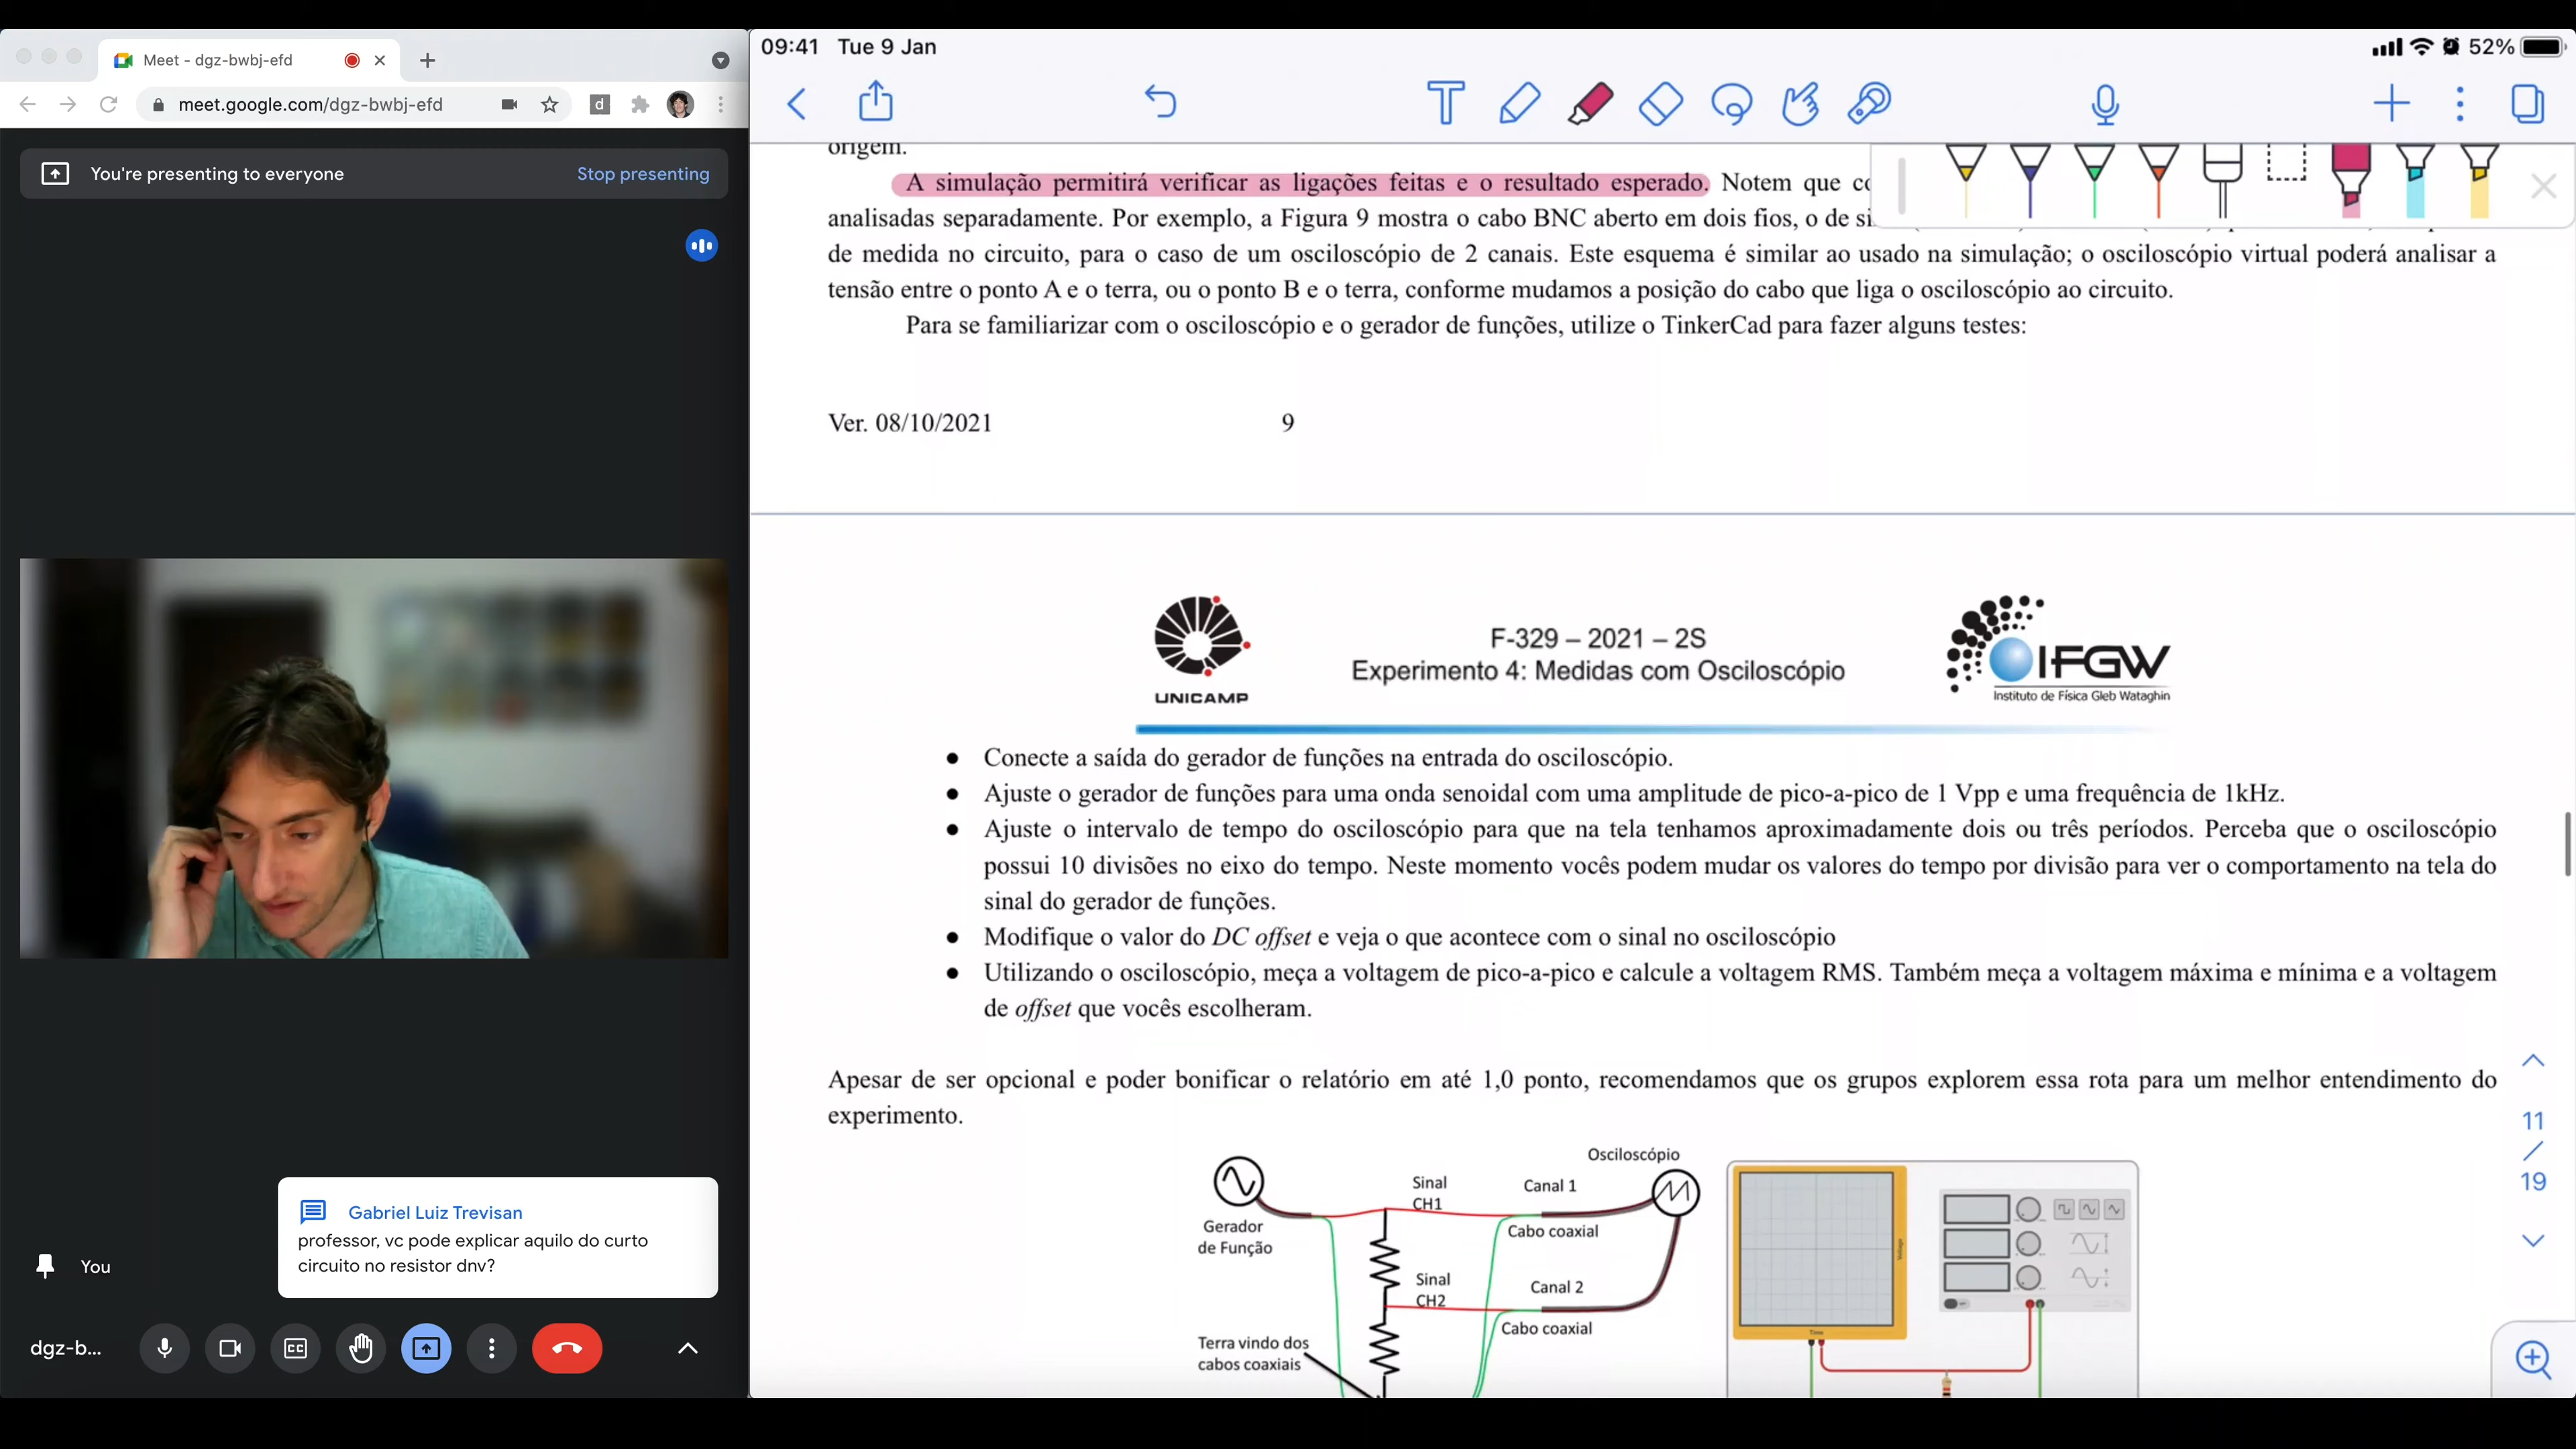 Meet - dgz-bwbj-efd
meet.google.com/dgz-bwbj-efd
d
You're presenting to everyone
Stop presenting
Gabriel Luiz Trevisan
professor, vc pode explicar aquilo do curto
circuito no resistor dnv?
You
dgz-b...
CC
09:41 Tue 9 Jan
52%
T
origem.
A simulação permitirá verificar as ligações feitas e o resultado esperado. Notem que co
analisadas separadamente. Por exemplo, a Figura 9 mostra o cabo BNC aberto em dois fios, o de si
de medida no circuito, para o caso de um osciloscópio de 2 canais. Este esquema é similar ao usado na simulação; o osciloscópio virtual poderá analisar a
tensão entre o ponto A e o terra, ou o ponto B e o terra, conforme mudamos a posição do cabo que liga o osciloscópio ao circuito.
Para se familiarizar com o osciloscópio e o gerador de funções, utilize o TinkerCad para fazer alguns testes:
Ver. 08/10/2021 9
UNICAMP
F-329 – 2021 – 2S
Experimento 4: Medidas com Osciloscópio
IFGW
Instituto de Física Gleb Wataghin
● Conecte a saída do gerador de funções na entrada do osciloscópio.
● Ajuste o gerador de funções para uma onda senoidal com uma amplitude de pico-a-pico de 1 Vpp e uma frequência de 1kHz.
● Ajuste o intervalo de tempo do osciloscópio para que na tela tenhamos aproximadamente dois ou três períodos. Perceba que o osciloscópio
possui 10 divisões no eixo do tempo. Neste momento vocês podem mudar os valores do tempo por divisão para ver o comportamento na tela do
sinal do gerador de funções.
● Modifique o valor do DC offset e veja o que acontece com o sinal no osciloscópio
● Utilizando o osciloscópio, meça a voltagem de pico-a-pico e calcule a voltagem RMS. Também meça a voltagem máxima e mínima e a voltagem
de offset que vocês escolheram.
Apesar de ser opcional e poder bonificar o relatório em até 1,0 ponto, recomendamos que os grupos explorem essa rota para um melhor entendimento do
experimento.
11
/
19
Osciloscópio
Sinal
CH1
Canal 1
Gerador
de Função
Cabo coaxial
Sinal
CH2
Canal 2
Cabo coaxial
Terra vindo dos
cabos coaxiais
Time